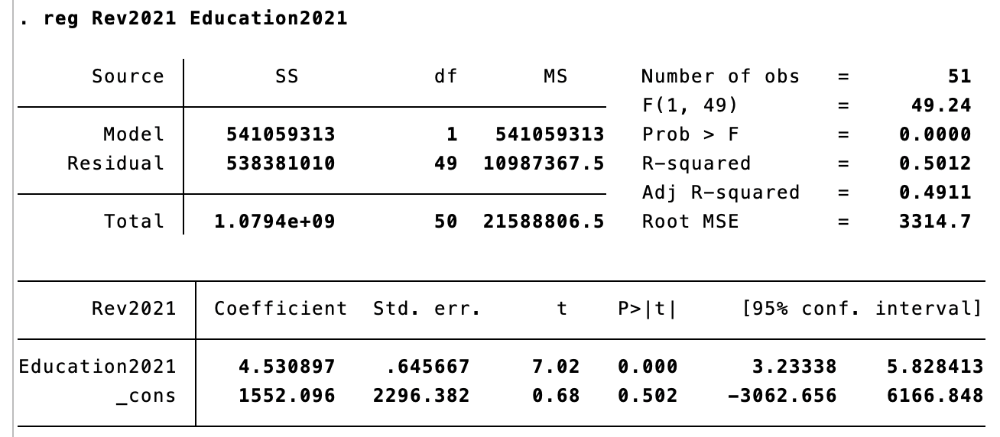 . reg Rev2021 Education2021
Source SS df MS Number of obs = 51
F(1, 49) = 49.24
Model 541059313 1 541059313 Prob > F = 0.0000
Residual 538381010 49 10987367.5 R-squared = 0.5012
Adj R-squared = 0.4911
Total 1.0794e+09 50 21588806.5 Root MSE = 3314.7
Rev2021 Coefficient Std. err. t P>|t| [95% conf. interval]
Education2021 4.530897 .645667 7.02 0.000 3.23338 5.828413
_cons 1552.096 2296.382 0.68 0.502 -3062.656 6166.848